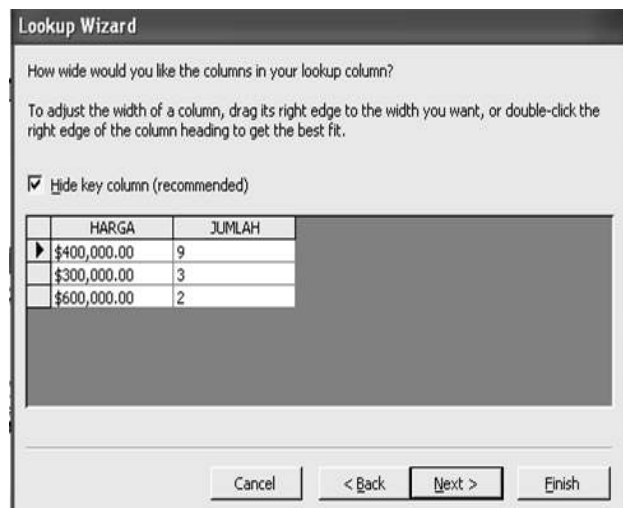 Lookup Wizard
How wide would you like the columns in your lookup column?
To adjust the width of a column, drag its right edge to the width you want, or double-click the
right edge of the column heading to get the best fit.
Hide key column (recommended)
HARGA JUMLAH
$400,000.00 9
$300,000.00 3
$600,000.00 2
Cancel < Back Next > Finish